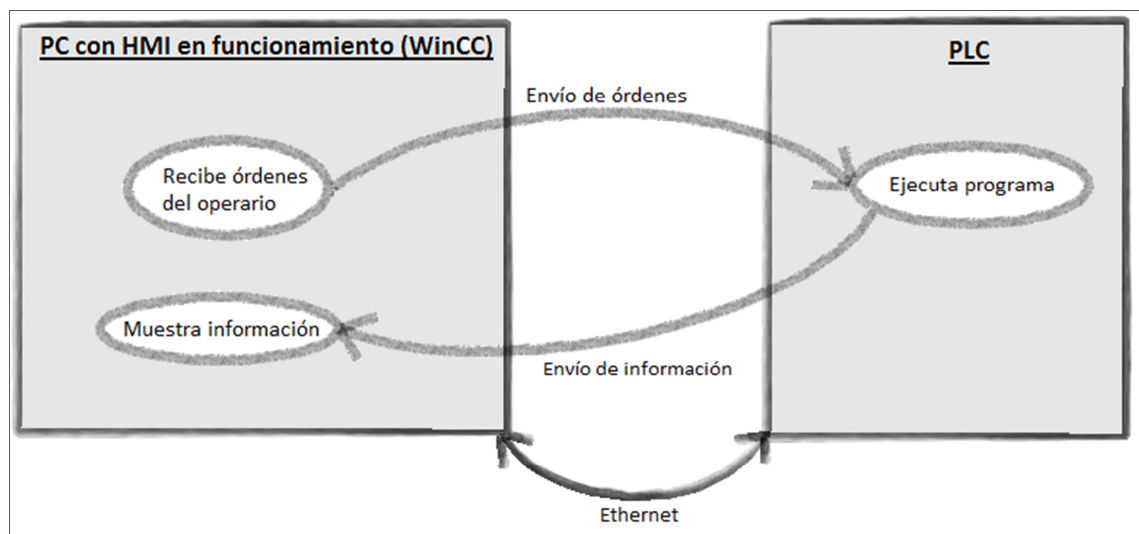 PC con HMI en funcionamiento (WinCC)
PLC
Envío de órdenes
Recibe órdenes
del operario
Ejecuta programa
Muestra información
Envío de información
Ethernet